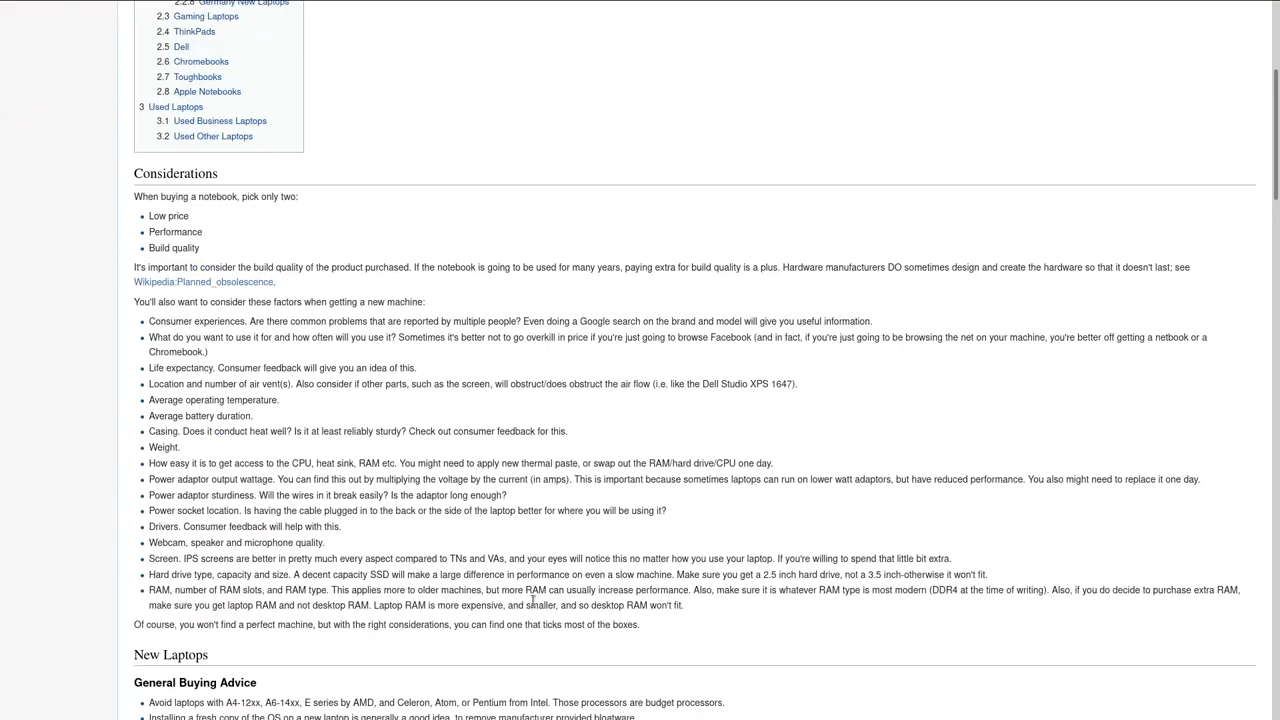 2.2.8 Germany New Laptops
2.3 Gaming Laptops
2.4 ThinkPads
2.5 Dell
2.6 Chromebooks
2.7 Toughbooks
2.8 Apple Notebooks
3 Used Laptops
3.1 Used Business Laptops
3.2 Used Other Laptops
Considerations
When buying a notebook, pick only two:
Low price
Performance
Build quality
It's important to consider the build quality of the product purchased. If the notebook is going to be used for many years, paying extra for build quality is a plus. Hardware manufacturers DO sometimes design and create the hardware so that it doesn't last; see
Wikipedia:Planned_obsolescence.
You'll also want to consider these factors when getting a new machine:
Consumer experiences. Are there common problems that are reported by multiple people? Even doing a Google search on the brand and model will give you useful information.
What do you want to use it for and how often will you use it? Sometimes it's better not to go overkill in price if you're just going to browse Facebook (and in fact, if you're just going to be browsing the net on your machine, you're better off getting a netbook or a
Chromebook.)
Life expectancy. Consumer feedback will give you an idea of this.
Location and number of air vent(s). Also consider if other parts, such as the screen, will obstruct/does obstruct the air flow (i.e. like the Dell Studio XPS 1647).
Average operating temperature.
Average battery duration.
Casing. Does it conduct heat well? Is it at least reliably sturdy? Check out consumer feedback for this.
Weight.
How easy it is to get access to the CPU, heat sink, RAM etc. You might need to apply new thermal paste, or swap out the RAM/hard drive/CPU one day.
Power adaptor output wattage. You can find this out by multiplying the voltage by the current (in amps). This is important because sometimes laptops can run on lower watt adaptors, but have reduced performance. You also might need to replace it one day.
Power adaptor sturdiness. Will the wires in it break easily? Is the adaptor long enough?
Power socket location. Is having the cable plugged in to the back or the side of the laptop better for where you will be using it?
Drivers. Consumer feedback will help with this.
Webcam, speaker and microphone quality.
Screen. IPS screens are better in pretty much every aspect compared to TNs and VAs, and your eyes will notice this no matter how you use your laptop. If you're willing to spend that little bit extra.
Hard drive type, capacity and size. A decent capacity SSD will make a large difference in performance on even a slow machine. Make sure you get a 2.5 inch hard drive, not a 3.5 inch-otherwise it won't fit.
RAM, number of RAM slots, and RAM type. This applies more to older machines, but more RAM can usually increase performance. Also, make sure it is whatever RAM type is most modern (DDR4 at the time of writing). Also, if you do decide to purchase extra RAM,
make sure you get laptop RAM and not desktop RAM. Laptop RAM is more expensive, and smaller, and so desktop RAM won't fit.
Of course, you won't find a perfect machine, but with the right considerations, you can find one that ticks most of the boxes.
New Laptops
General Buying Advice
Avoid laptops with A4-12xx, A6-14xx, E series by AMD, and Celeron, Atom, or Pentium from Intel. Those processors are budget processors.
Installing a fresh copy of the OS on a new laptop is generally a good idea, to remove manufacturer provided bloatware.